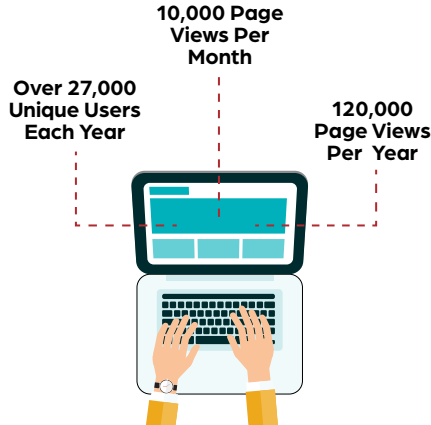 10,000 Page
Views Per
Month
Over 27,000
Unique Users
Each Year
120,000
Page Views
Per Year